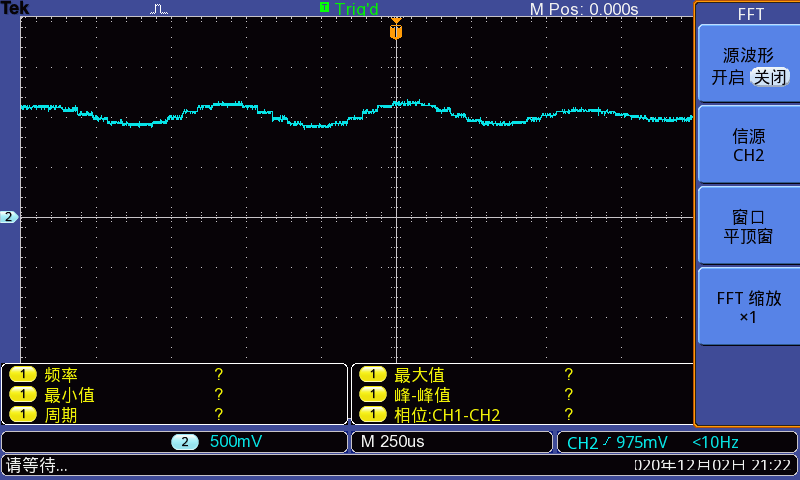 Tek T Trig'd M Pos: 0.000s FFT
T
源波形
开启 关闭
信源
CH2
2
窗口
平顶窗
FFT 缩放
×1
1 频率 ? 1 最大值 ?
1 最小值 ? 1 峰-峰值 ?
1 周期 ? 1 相位:CH1-CH2 ?
2 500mV M 250us CH2 975mV <10Hz
请等待... 020年12月02日 21:22